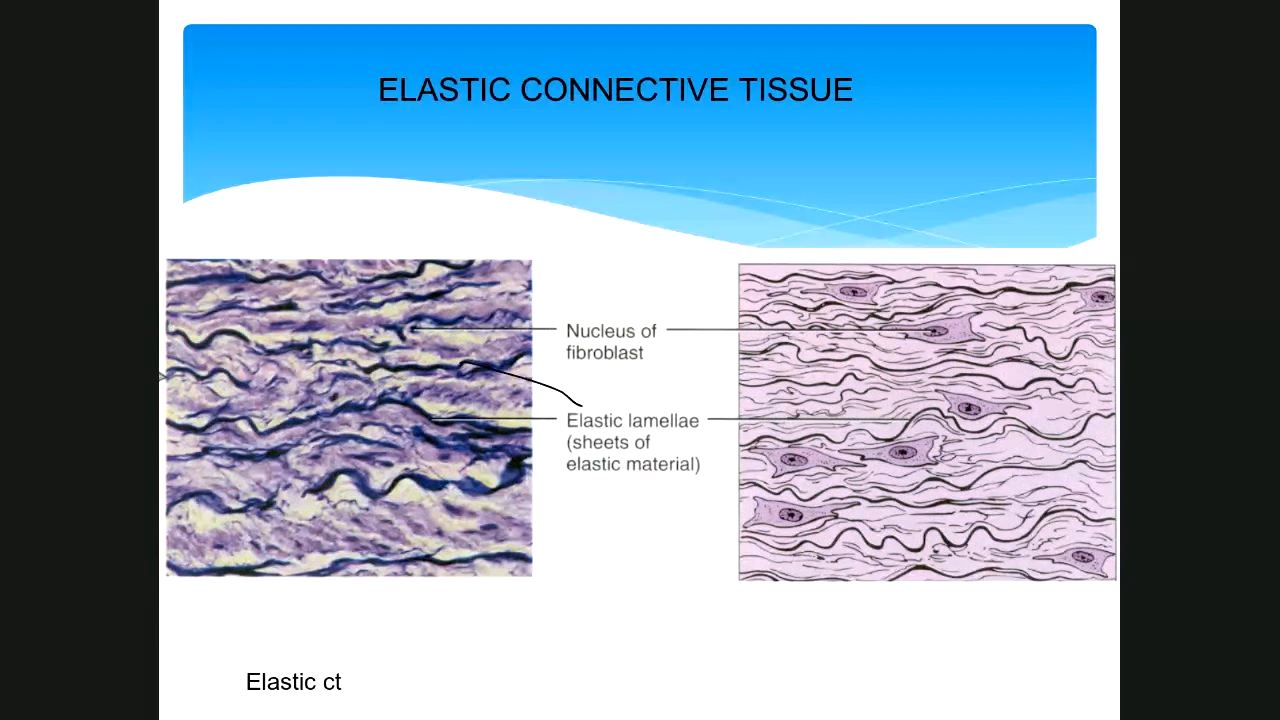 ELASTIC CONNECTIVE TISSUE
Nucleus of
fibroblast
Elastic lamellae
(sheets of
elastic material)
Elastic ct